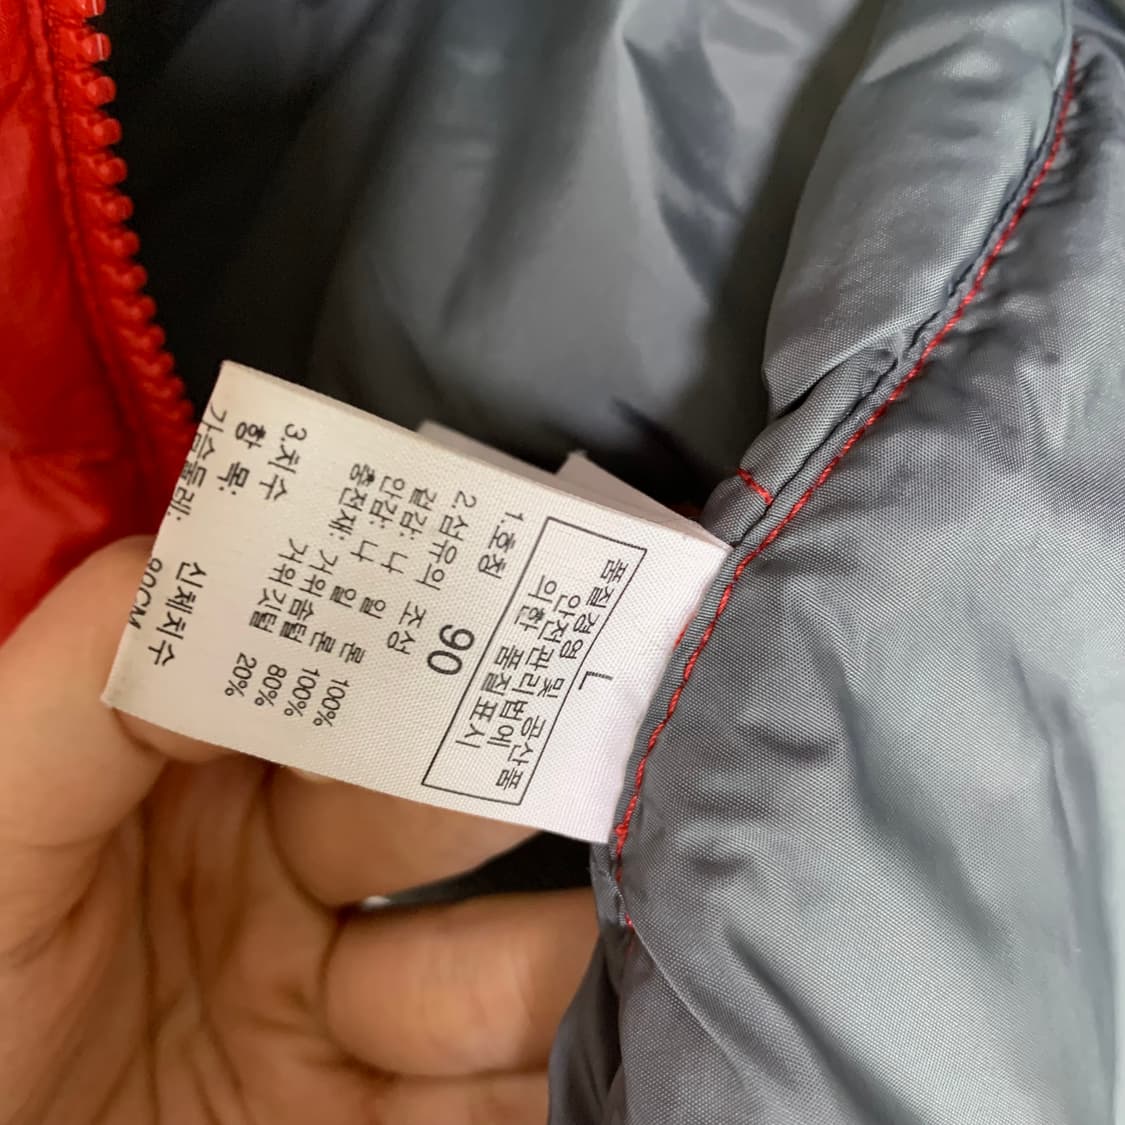 L
품질경영 및 공산품
안전관리법에
의한 품질표시
1.호칭 90
2.섬유의 조성
겉감: 나 일 론 100%
안감: 나 일 론 100%
충전재: 거위솜털 80%
거위깃털 20%
3.치수
항 목: 신체치수
가슴둘레: 90CM